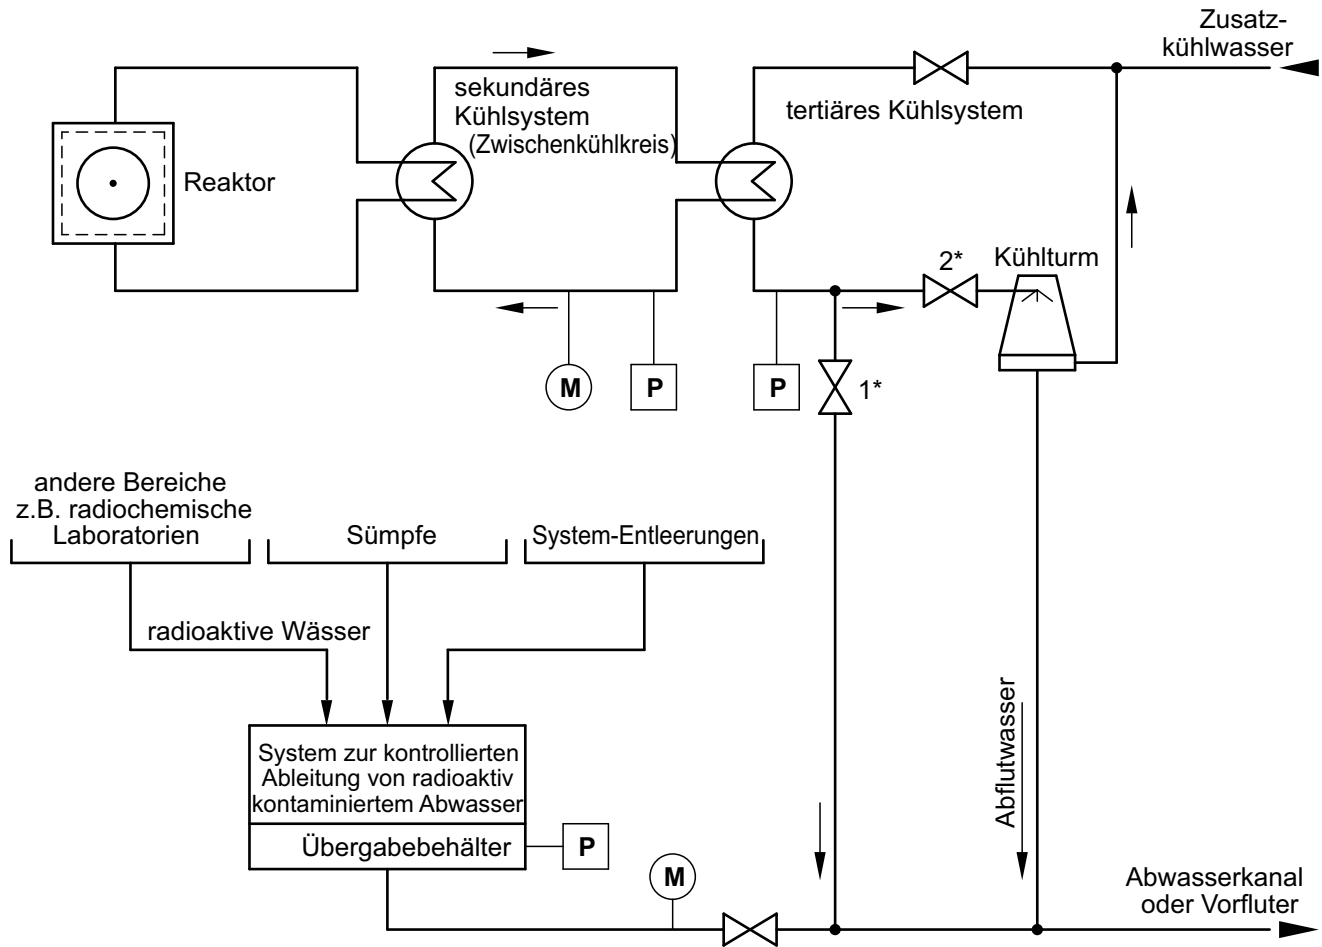 Zusatz-
kühlwasser
sekundäres
Kühlsystem
(Zwischenkühlkreis)
tertiäres Kühlsystem
Reaktor
2*
Kühlturm
M
P
P
1*
andere Bereiche
z.B. radiochemische
Laboratorien
Sümpfe
System-Entleerungen
radioaktive Wässer
System zur kontrollierten
Ableitung von radioaktiv
kontaminiertem Abwasser
Übergabebehälter
P
M
Abflutwasser
Abwasserkanal
oder Vorfluter